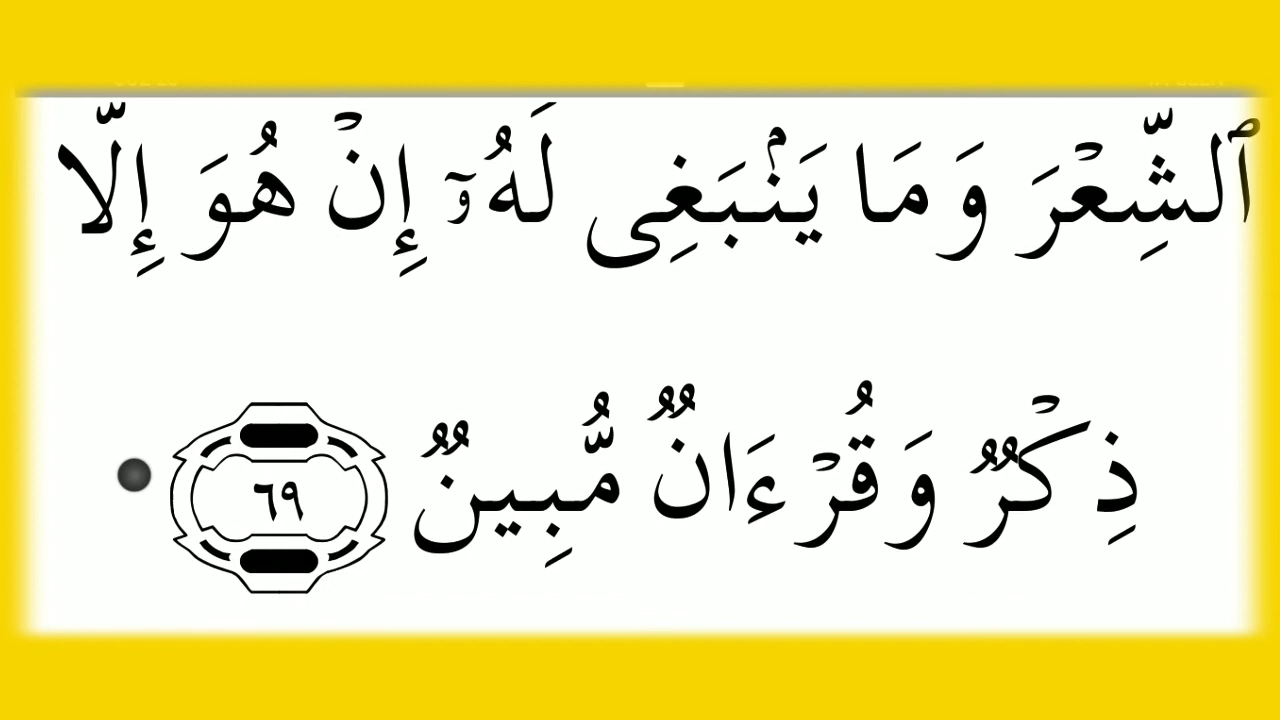 ٱلشِّعْرَ وَمَا يَنۢبَغِى لَهُۥٓ إِنْ هُوَ إِلَّا
ذِكْرٌ وَقُرْءَانٌ مُّبِينٌ ٦٩